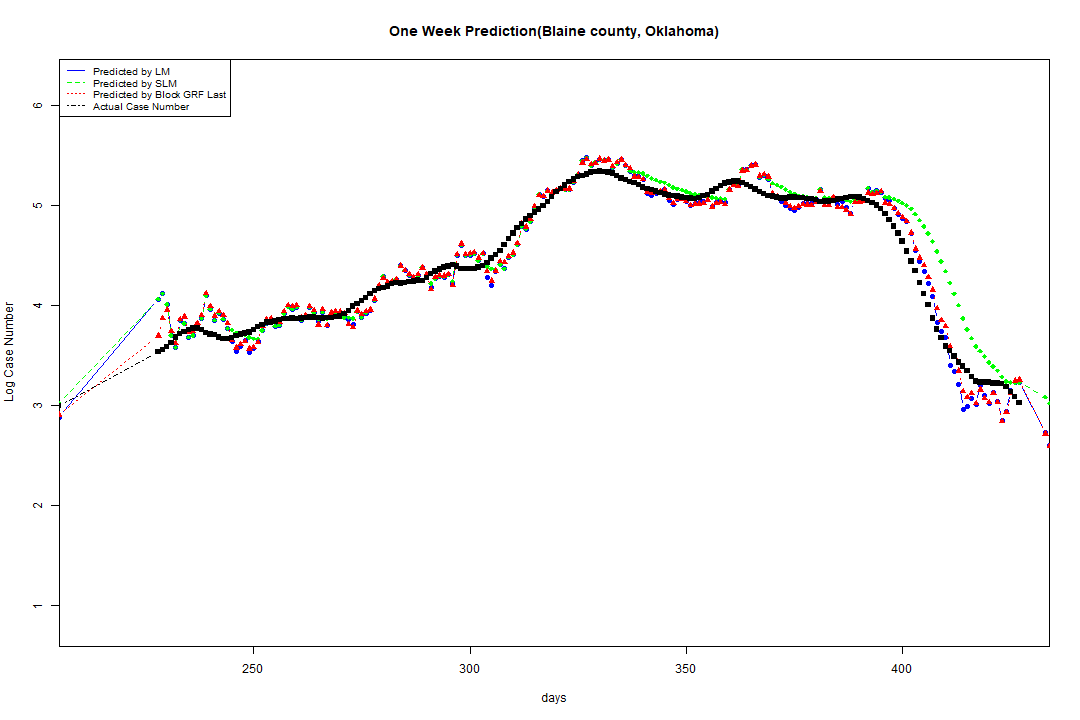 One Week Prediction(Blaine county, Oklahoma)
Predicted by LM
Predicted by SLM
Predicted by Block GRF Last
Actual Case Number
6
5
4
3
2
1
Log Case Number
250 300 350 400
days